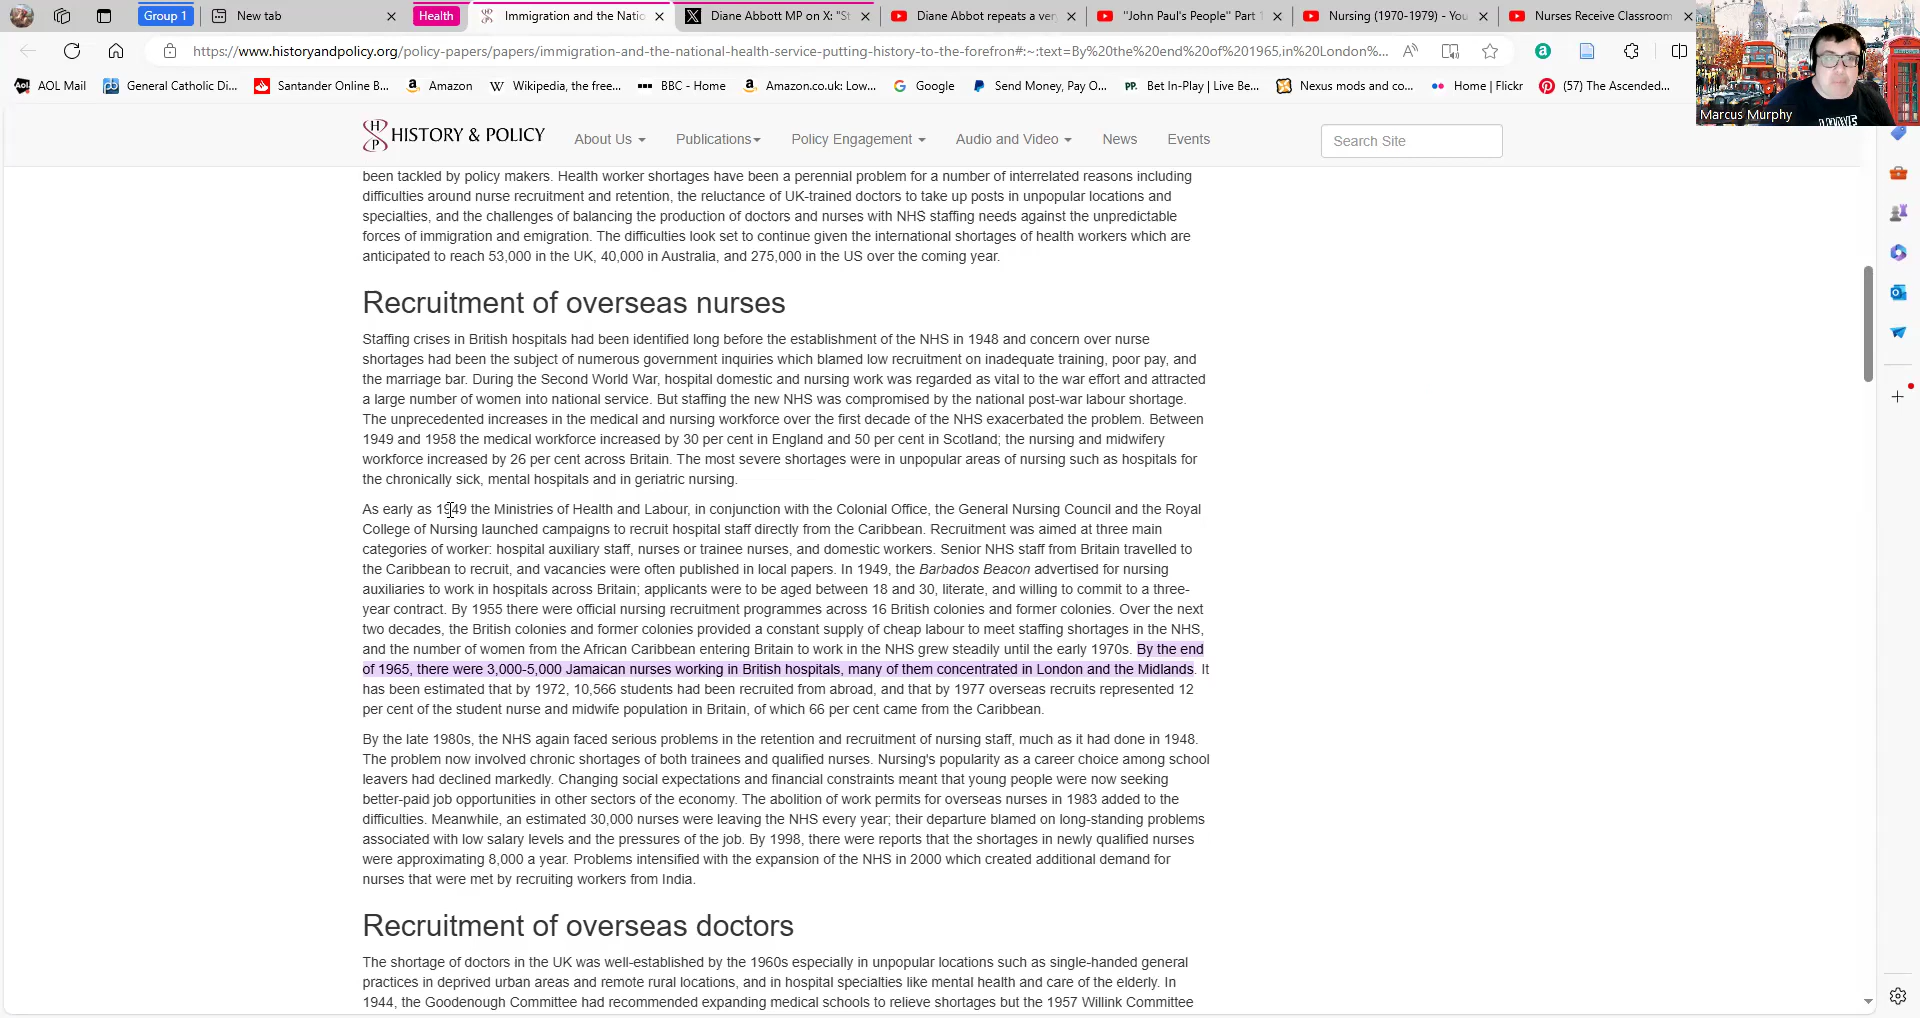 Group 1
New tab
Health
Immigration and the Natio
Diane Abbott MP on X: "St
Diane Abbot repeats a ver
"John Paul's People" Part 1
Nursing (1970-1979) - You
Nurses Receive Classroom
https://www.historyandpolicy.org/policy-papers/papers/immigration-and-the-national-health-service-putting-history-to-the-forefron#:~:text=By%20the%20end%20of%201965,in%20London%...
AOL Mail
General Catholic Di...
Santander Online B...
Amazon
Wikipedia, the free...
BBC - Home
Amazon.co.uk: Low...
Google
Send Money, Pay O...
Bet In-Play | Live Be...
Nexus mods and co...
Home | Flickr
(57) The Ascended...
Marcus Murphy
I HAVE
H P HISTORY & POLICY
About Us
Publications
Policy Engagement
Audio and Video
News
Events
Search Site
been tackled by policy makers. Health worker shortages have been a perennial problem for a number of interrelated reasons including
difficulties around nurse recruitment and retention, the reluctance of UK-trained doctors to take up posts in unpopular locations and
specialties, and the challenges of balancing the production of doctors and nurses with NHS staffing needs against the unpredictable
forces of immigration and emigration. The difficulties look set to continue given the international shortages of health workers which are
anticipated to reach 53,000 in the UK, 40,000 in Australia, and 275,000 in the US over the coming year.
Recruitment of overseas nurses
Staffing crises in British hospitals had been identified long before the establishment of the NHS in 1948 and concern over nurse
shortages had been the subject of numerous government inquiries which blamed low recruitment on inadequate training, poor pay, and
the marriage bar. During the Second World War, hospital domestic and nursing work was regarded as vital to the war effort and attracted
a large number of women into national service. But staffing the new NHS was compromised by the national post-war labour shortage.
The unprecedented increases in the medical and nursing workforce over the first decade of the NHS exacerbated the problem. Between
1949 and 1958 the medical workforce increased by 30 per cent in England and 50 per cent in Scotland; the nursing and midwifery
workforce increased by 26 per cent across Britain. The most severe shortages were in unpopular areas of nursing such as hospitals for
the chronically sick, mental hospitals and in geriatric nursing.
As early as 1949 the Ministries of Health and Labour, in conjunction with the Colonial Office, the General Nursing Council and the Royal
College of Nursing launched campaigns to recruit hospital staff directly from the Caribbean. Recruitment was aimed at three main
categories of worker: hospital auxiliary staff, nurses or trainee nurses, and domestic workers. Senior NHS staff from Britain travelled to
the Caribbean to recruit, and vacancies were often published in local papers. In 1949, the Barbados Beacon advertised for nursing
auxiliaries to work in hospitals across Britain; applicants were to be aged between 18 and 30, literate, and willing to commit to a three-
year contract. By 1955 there were official nursing recruitment programmes across 16 British colonies and former colonies. Over the next
two decades, the British colonies and former colonies provided a constant supply of cheap labour to meet staffing shortages in the NHS,
and the number of women from the African Caribbean entering Britain to work in the NHS grew steadily until the early 1970s. By the end
of 1965, there were 3,000-5,000 Jamaican nurses working in British hospitals, many of them concentrated in London and the Midlands. It
has been estimated that by 1972, 10,566 students had been recruited from abroad, and that by 1977 overseas recruits represented 12
per cent of the student nurse and midwife population in Britain, of which 66 per cent came from the Caribbean.
By the late 1980s, the NHS again faced serious problems in the retention and recruitment of nursing staff, much as it had done in 1948.
The problem now involved chronic shortages of both trainees and qualified nurses. Nursing's popularity as a career choice among school
leavers had declined markedly. Changing social expectations and financial constraints meant that young people were now seeking
better-paid job opportunities in other sectors of the economy. The abolition of work permits for overseas nurses in 1983 added to the
difficulties. Meanwhile, an estimated 30,000 nurses were leaving the NHS every year; their departure blamed on long-standing problems
associated with low salary levels and the pressures of the job. By 1998, there were reports that the shortages in newly qualified nurses
were approximating 8,000 a year. Problems intensified with the expansion of the NHS in 2000 which created additional demand for
nurses that were met by recruiting workers from India.
Recruitment of overseas doctors
The shortage of doctors in the UK was well-established by the 1960s especially in unpopular locations such as single-handed general
practices in deprived urban areas and remote rural locations, and in hospital specialties like mental health and care of the elderly. In
1944, the Goodenough Committee had recommended expanding medical schools to relieve shortages but the 1957 Willink Committee